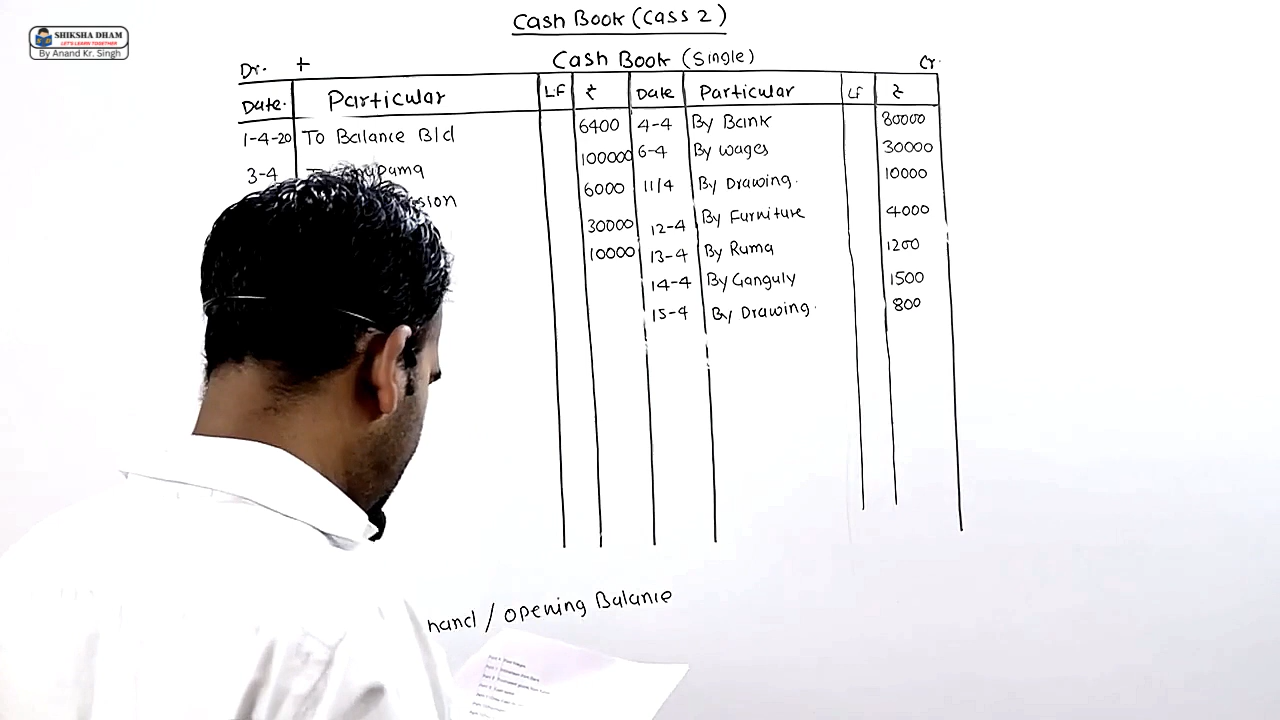 SHIKSHA DHAM
LET'S LEARN TOGETHER
By Anand Kr. Singh
Cash Book (Cass 2)
Dr. + Cash Book (Single) Cr.
Date. Particular L.F ₹ Date Particular LF ₹
1-4-20 To Balance B/d 6400 4-4 By Bank 80000
3-4 100000 6-4 By wages 30000
6000 11/4 By Drawing. 10000
30000 12-4 By Furniture 4000
10000 13-4 By Ruma 1200
14-4 By Ganguly 1500
15-4 By Drawing. 800
hand / opening Balance